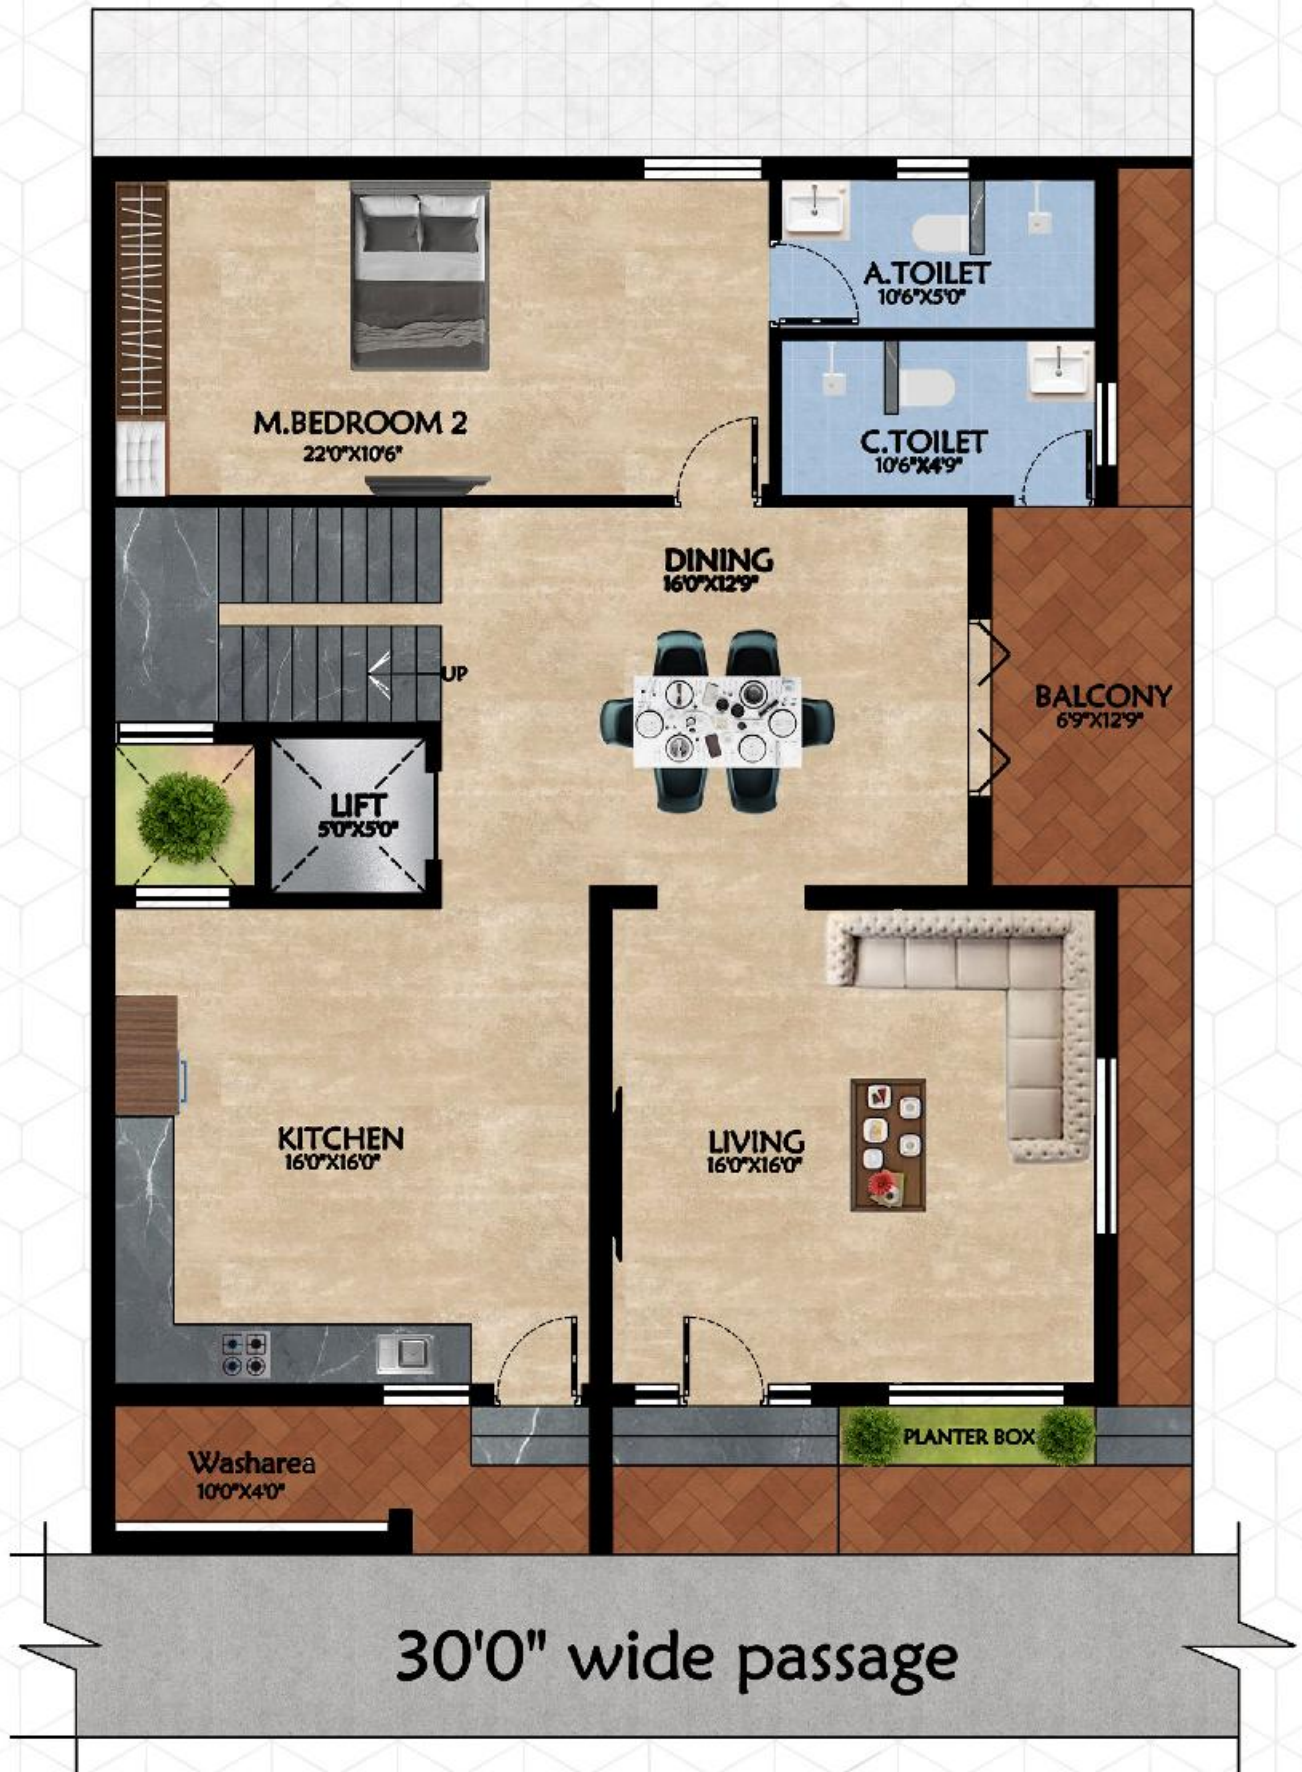 A.TOILET
10'6"X5'0"
M.BEDROOM 2
22'0"X10'6"
C.TOILET
10'6"X4'9"
DINING
16'0"X12'9"
UP
BALCONY
6'9"X12'9"
LIFT
5'0"X5'0"
KITCHEN
16'0"X16'0"
LIVING
16'0"X16'0"
PLANTER BOX
Washarea
10'0"X4'0"
30'0" wide passage